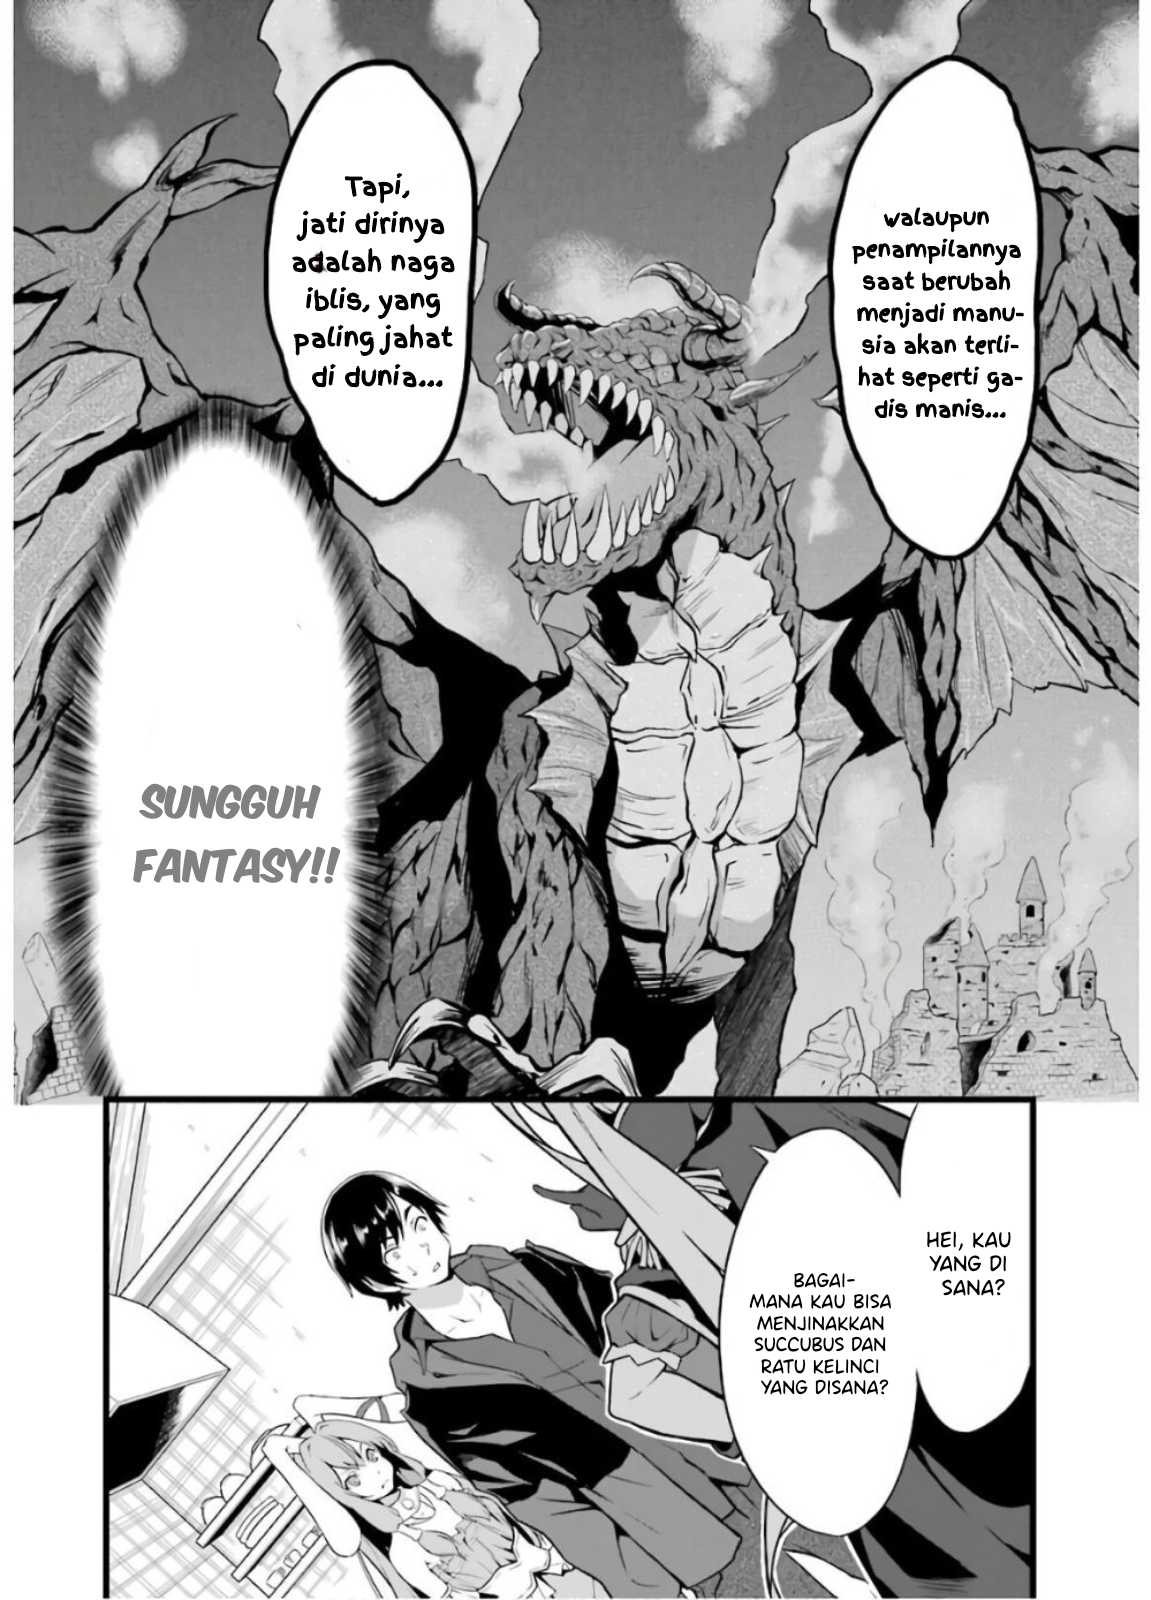 walaupun
penampilannya
saat berubah
menjadi manu-
sia akan terli-
hat seperti ga-
dis manis...
Tapi,
jati dirinya
adalah naga
iblis, yang
paling jahat
di dunia...
SUNGGUH
FANTASY!!
HEI, KAU
YANG DI
SANA?
BAGAI-
MANA KAU BISA
MENJINAKKAN
SUCCUBUS DAN
RATU KELINCI
YANG DISANA?